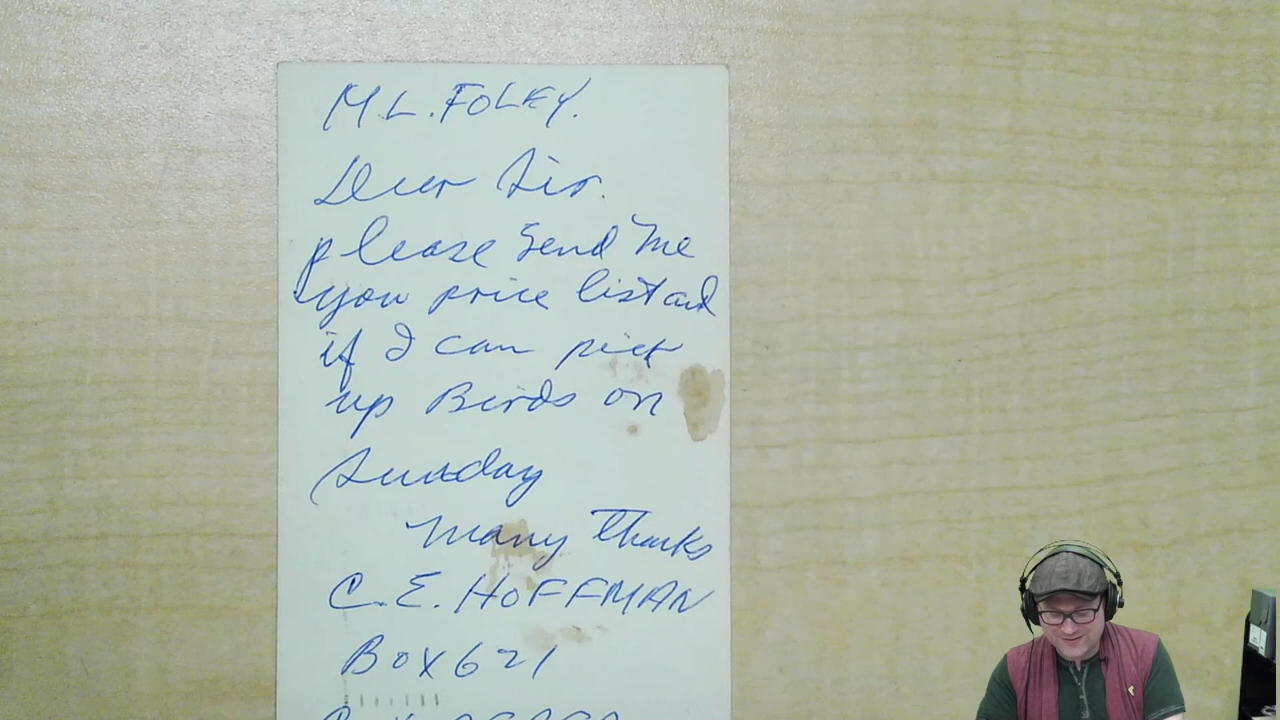 M.L. FOLEY.
Dear Sir.
please Send Me
you price list and
if I can pick
up Birds on
Sunday
Many Thanks
C.E. HOFFMAN
BOX 621